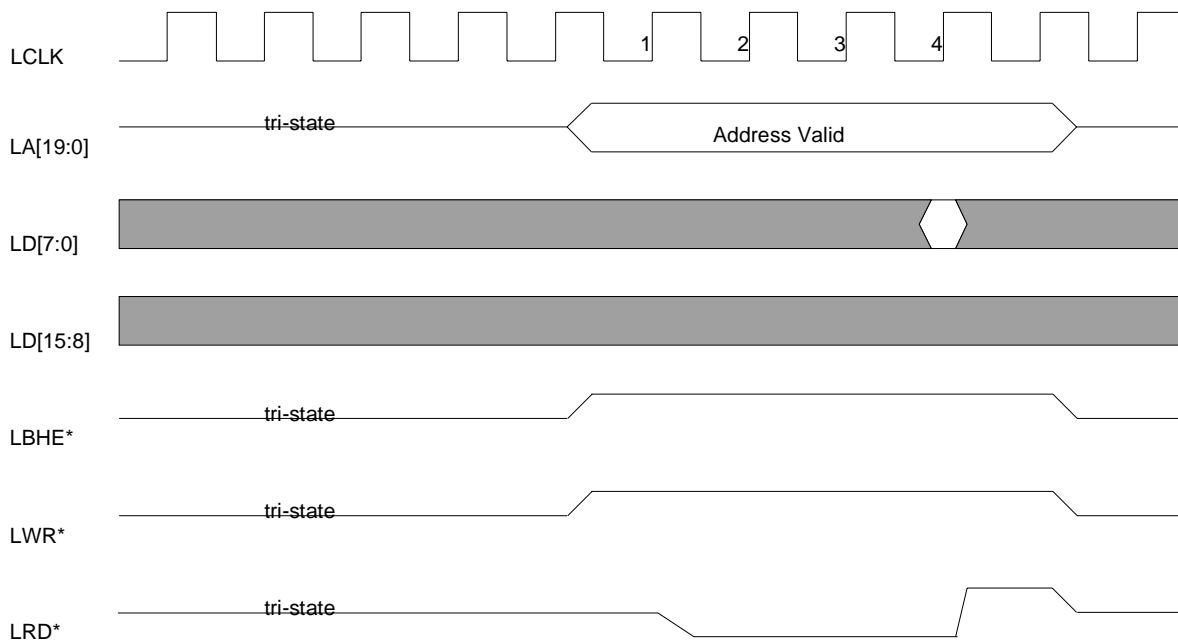 1 2 3 4
LCLK
tri-state
Address Valid
LA[19:0]
LD[7:0]
LD[15:8]
tri-state
LBHE*
tri-state
LWR*
tri-state
LRD*